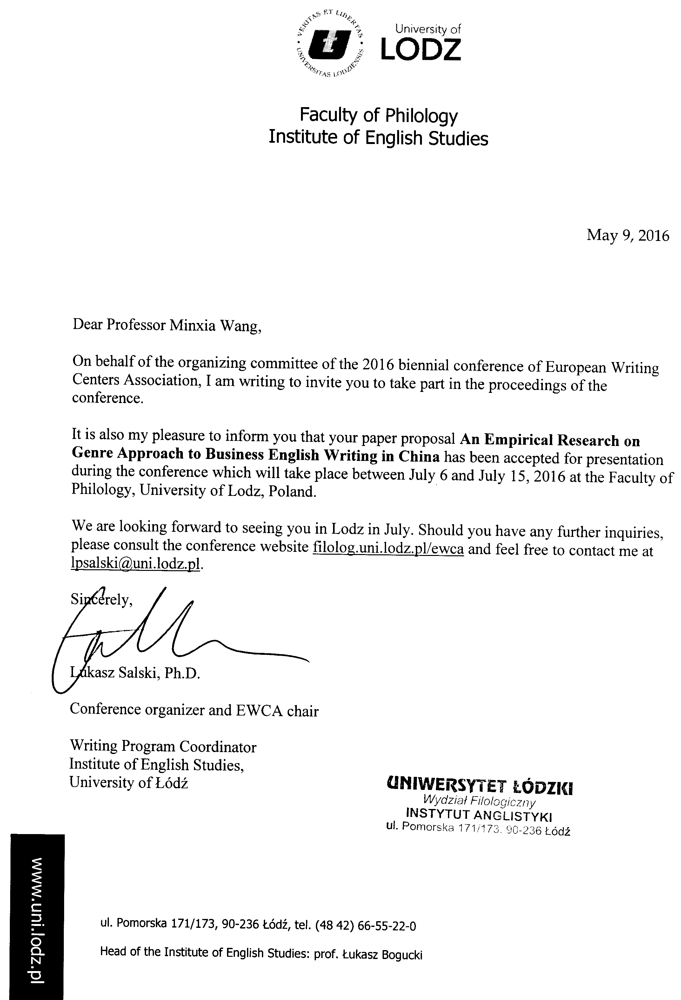 VERITAS ET LIBERTAS • UNIVERSITAS LODZIENSIS •
University of
LODZ
Faculty of Philology
Institute of English Studies
May 9, 2016
Dear Professor Minxia Wang,
On behalf of the organizing committee of the 2016 biennial conference of European Writing
Centers Association, I am writing to invite you to take part in the proceedings of the
conference.
It is also my pleasure to inform you that your paper proposal An Empirical Research on
Genre Approach to Business English Writing in China has been accepted for presentation
during the conference which will take place between July 6 and July 15, 2016 at the Faculty of
Philology, University of Lodz, Poland.
We are looking forward to seeing you in Lodz in July. Should you have any further inquiries,
please consult the conference website filolog.uni.lodz.pl/ewca and feel free to contact me at
lpsalski@uni.lodz.pl.
Sincerely,
Łukasz Salski, Ph.D.
Conference organizer and EWCA chair
Writing Program Coordinator
Institute of English Studies,
University of Łódź
UNIWERSYTET ŁÓDZKI
Wydział Filologiczny
INSTYTUT ANGLISTYKI
ul. Pomorska 171/173, 90-236 Łódź
www.uni.lodz.pl
ul. Pomorska 171/173, 90-236 Łódź, tel. (48 42) 66-55-22-0
Head of the Institute of English Studies: prof. Łukasz Bogucki